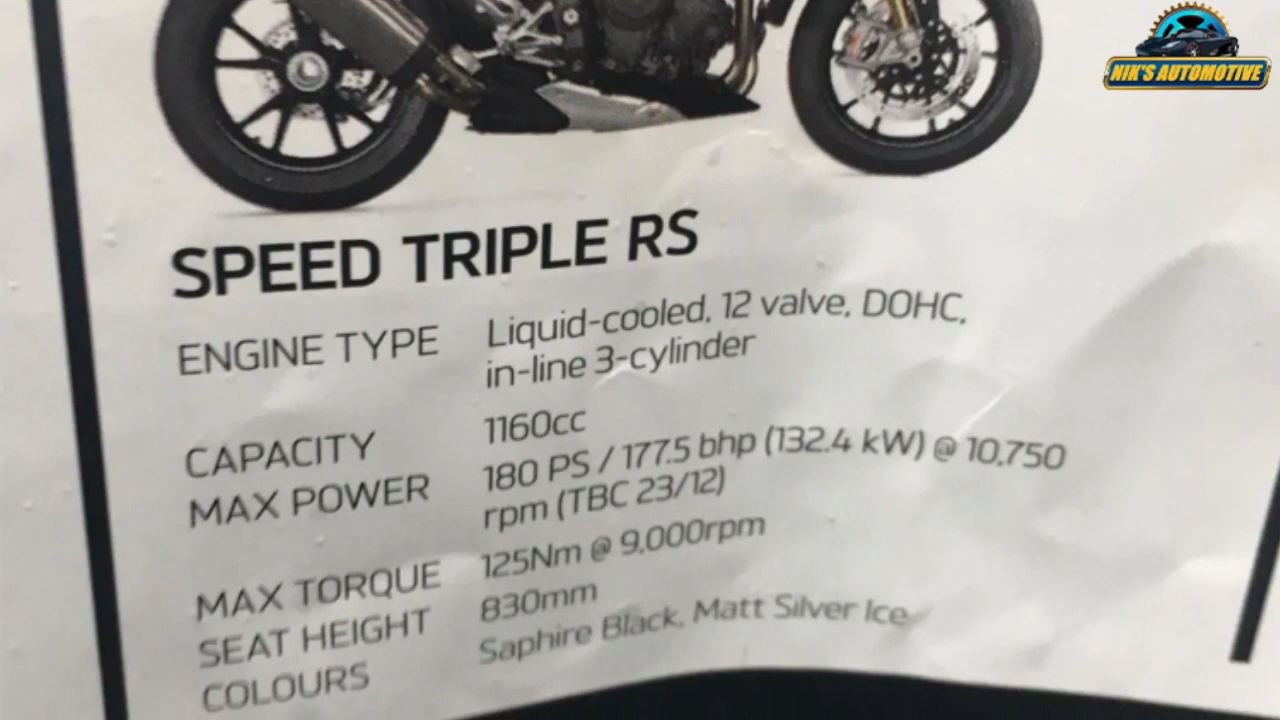 NIK'S AUTOMOTIVE
SPEED TRIPLE RS
ENGINE TYPE Liquid-cooled, 12 valve, DOHC,
in-line 3-cylinder
CAPACITY 1160cc
MAX POWER 180 PS / 177.5 bhp (132.4 kW) @ 10,750
rpm (TBC 23/12)
MAX TORQUE 125Nm @ 9,000rpm
SEAT HEIGHT 830mm
COLOURS Saphire Black, Matt Silver Ice